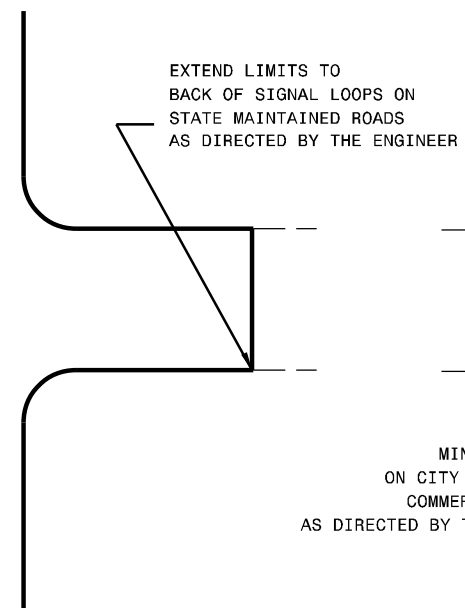 EXTEND LIMITS TO
BACK OF SIGNAL LOOPS ON
STATE MAINTAINED ROADS
AS DIRECTED BY THE ENGINEER
MIN
ON CITY
COMMER
AS DIRECTED BY